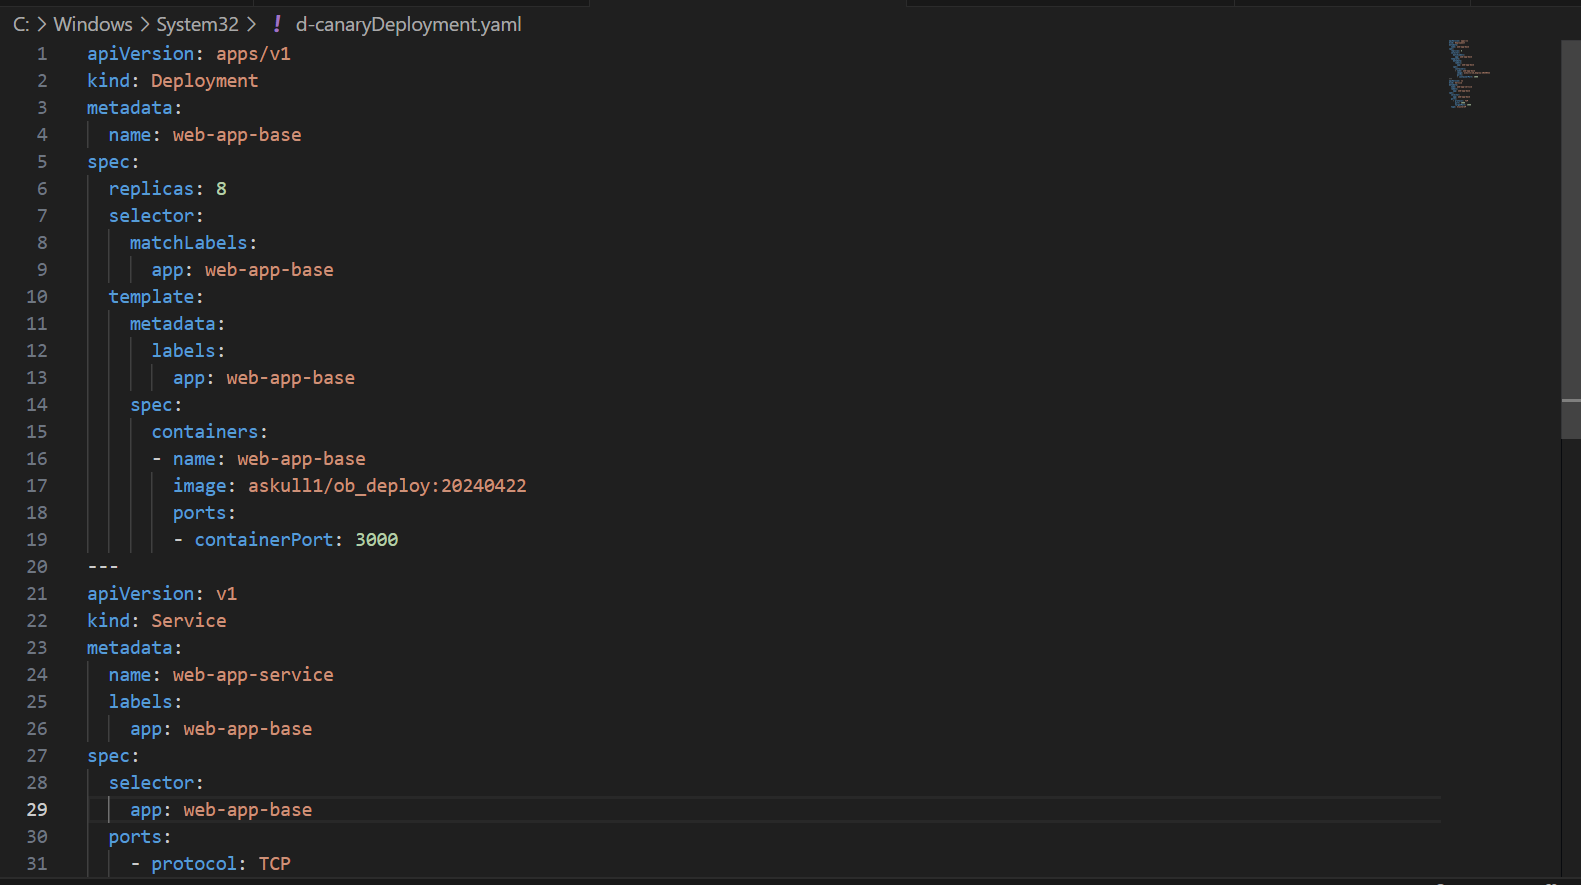 C: > Windows > System32 > ! d-canaryDeployment.yaml
1 apiVersion: apps/v1
2 kind: Deployment
3 metadata:
4   name: web-app-base
5 spec:
6   replicas: 8
7   selector:
8     matchLabels:
9       app: web-app-base
10   template:
11     metadata:
12       labels:
13         app: web-app-base
14     spec:
15       containers:
16       - name: web-app-base
17         image: askull1/ob_deploy:20240422
18         ports:
19         - containerPort: 3000
20 ---
21 apiVersion: v1
22 kind: Service
23 metadata:
24   name: web-app-service
25   labels:
26     app: web-app-base
27 spec:
28   selector:
29     app: web-app-base
30   ports:
31     - protocol: TCP